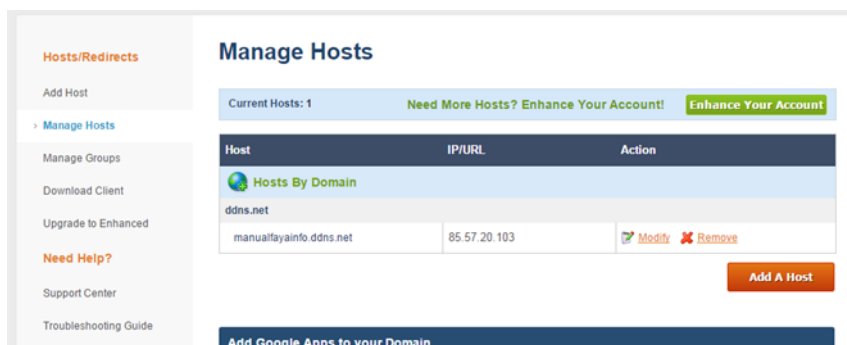 Hosts/Redirects
Add Host
Manage Hosts
Manage Groups
Download Client
Upgrade to Enhanced
Need Help?
Support Center
Troubleshooting Guide
Manage Hosts
Current Hosts: 1 Need More Hosts? Enhance Your Account! Enhance Your Account
Host IP/URL Action
Hosts By Domain
ddns.net
manualfayainfo.ddns.net 85.57.20.103 Modify Remove
Add A Host
Add Google Apps to your Domain